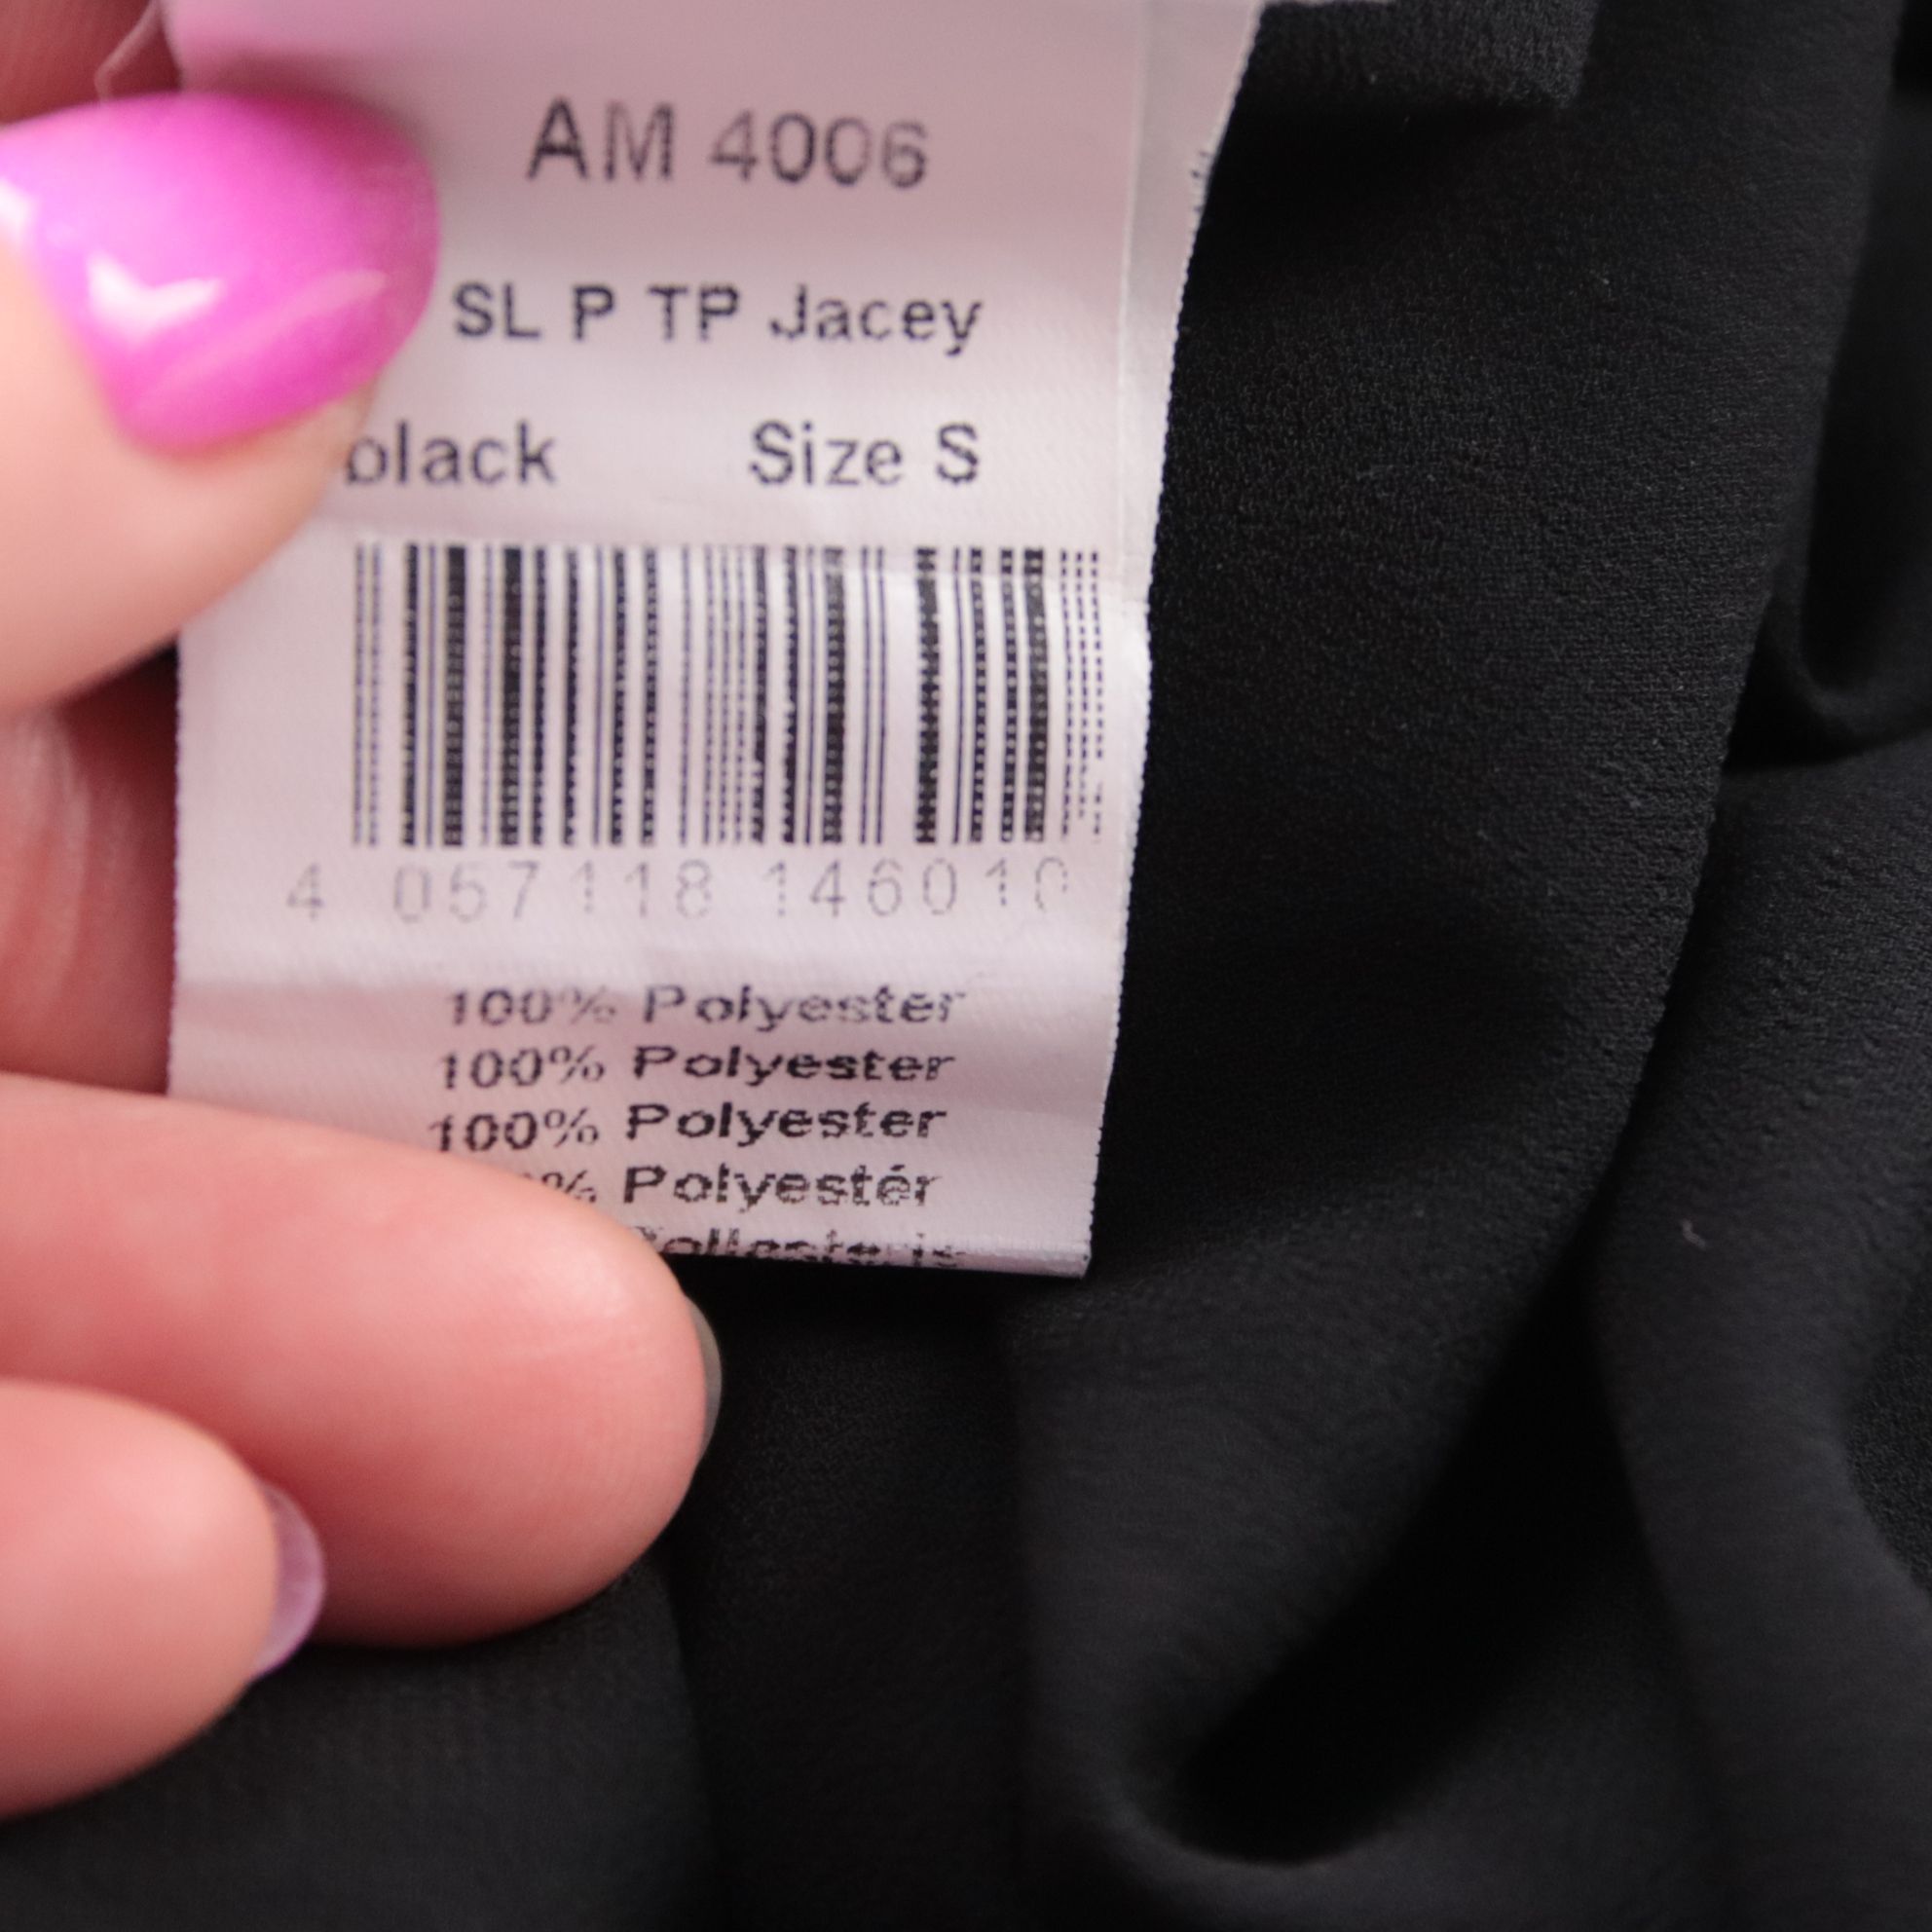 AM 4006
SL P TP Jacey
black Size S
4 057118 146010
100% Polyester
100% Polyester
100% Polyester
% Polyestér